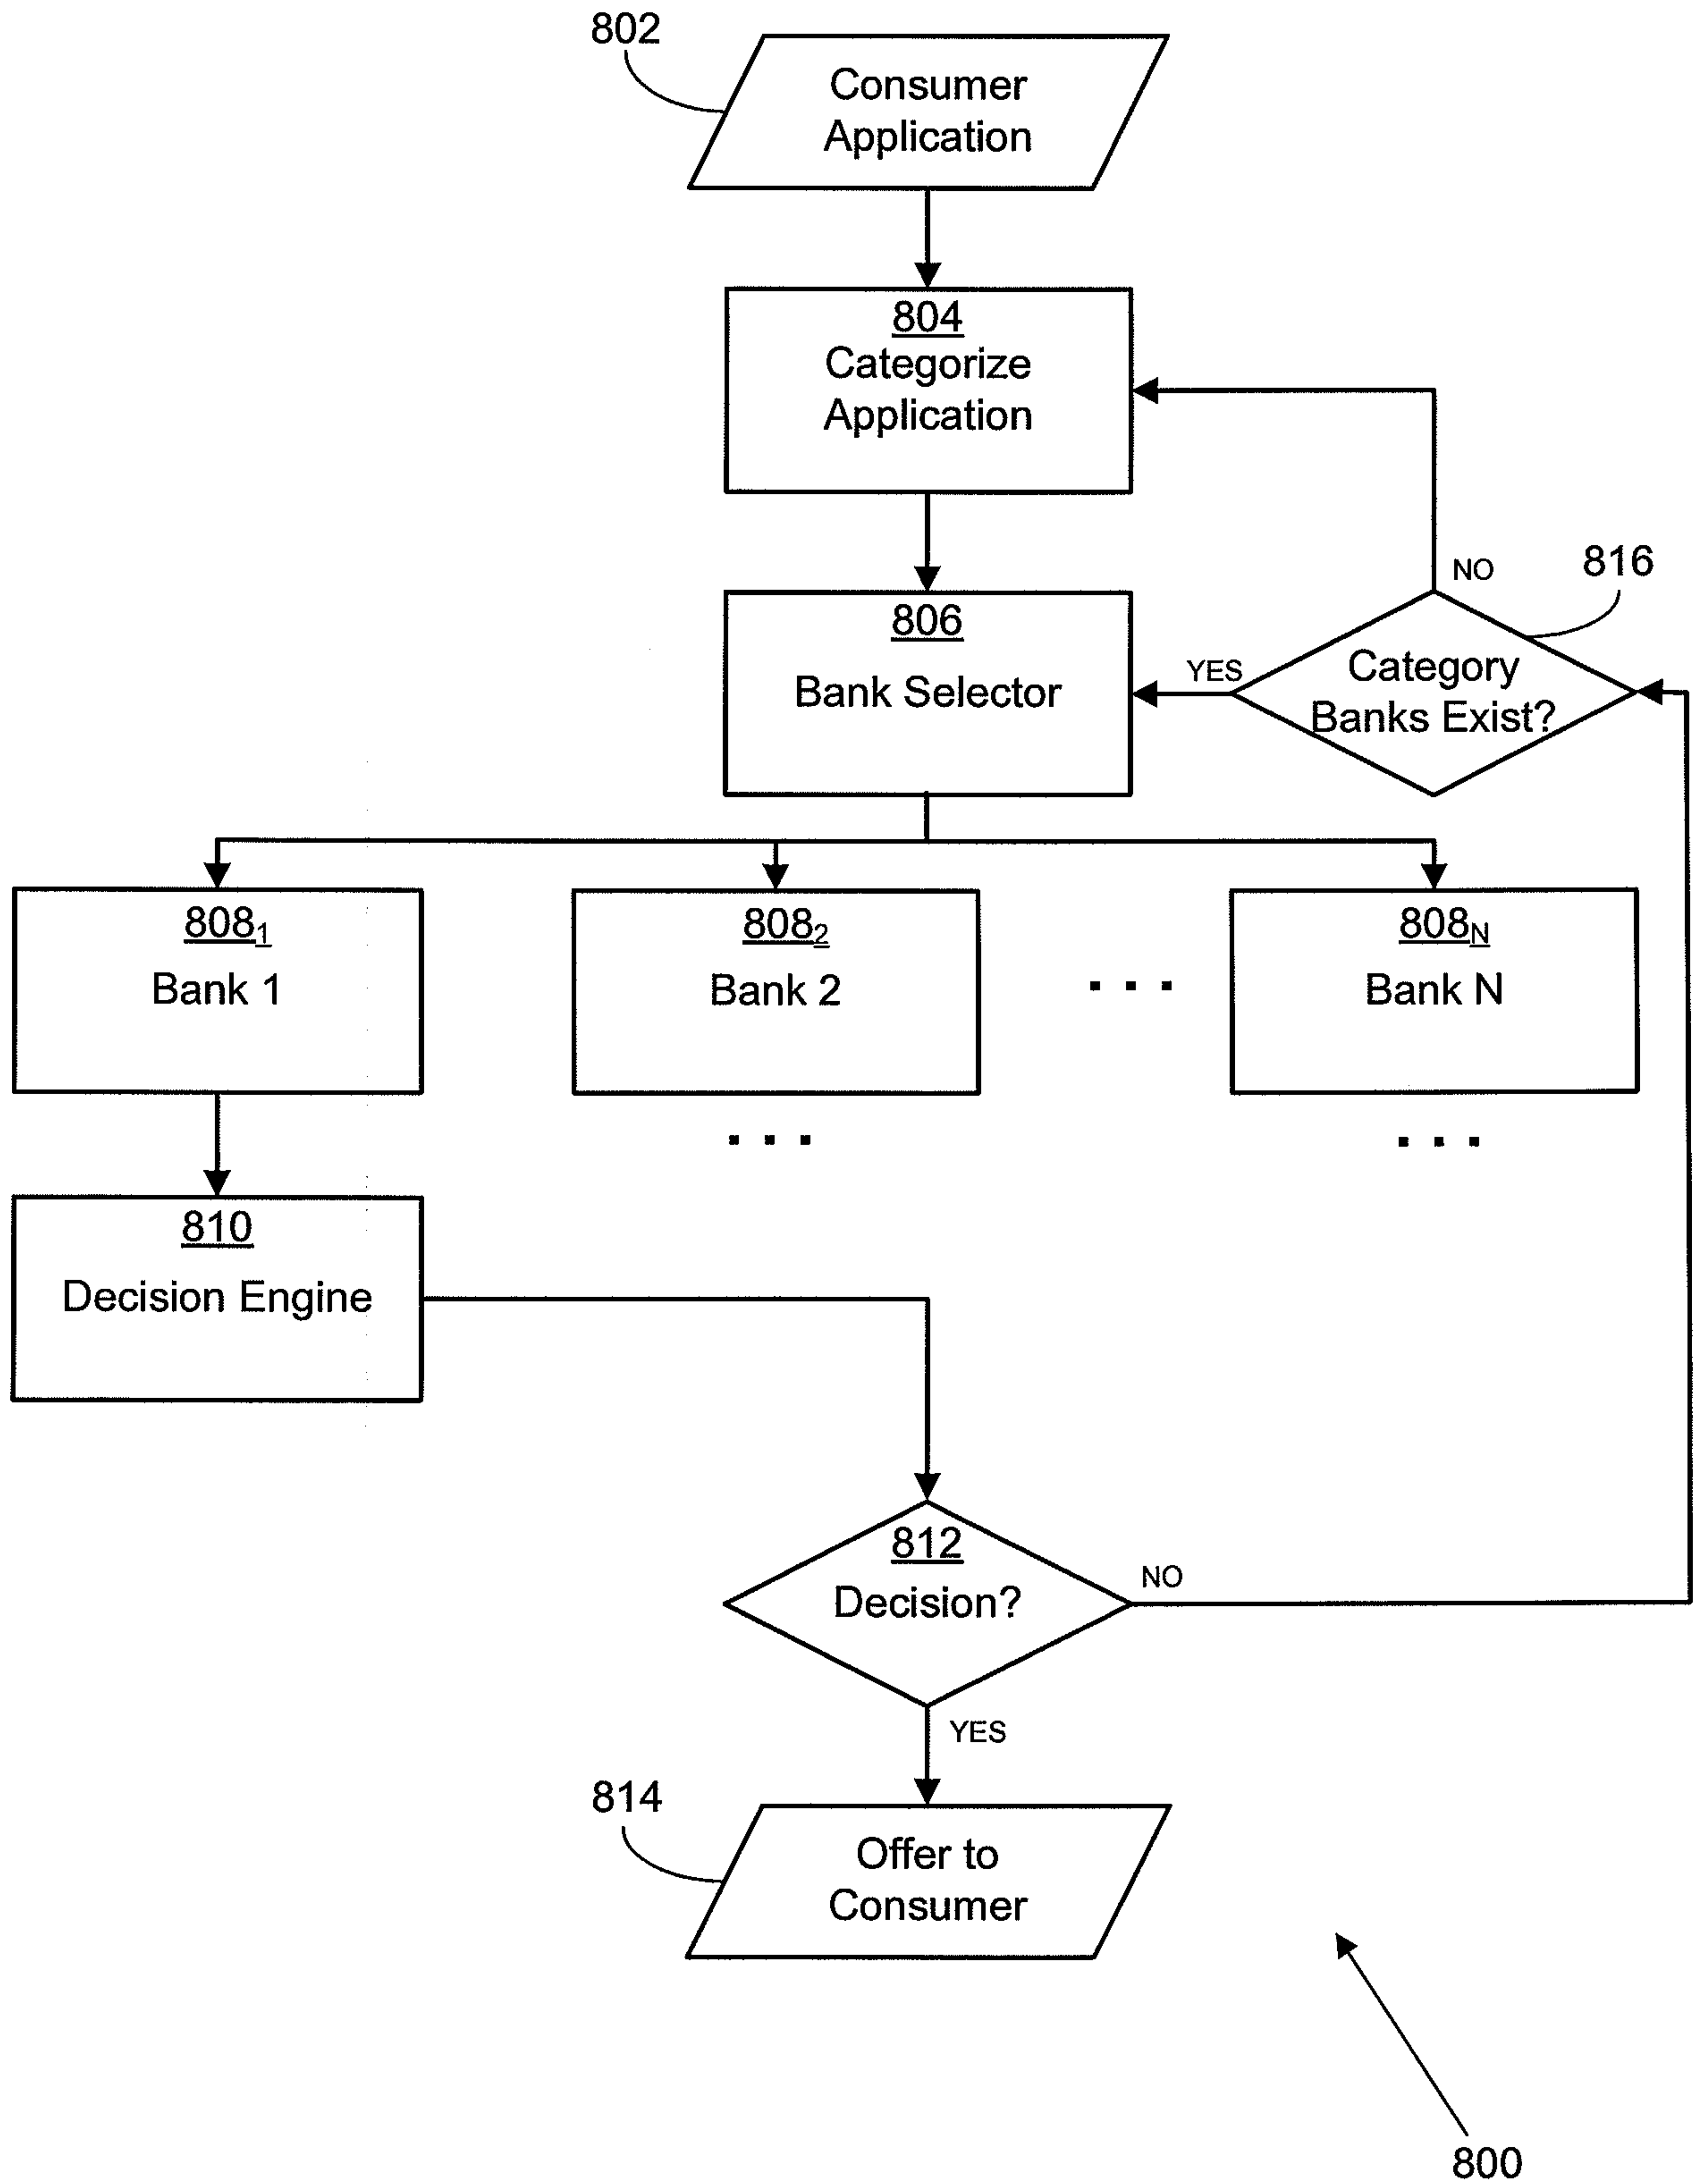 802
Consumer
Application
804
Categorize
Application
NO
816
806
Bank Selector
YES
Category
Banks Exist?
808₁
Bank 1
808₂
Bank 2
. . .
808N
Bank N
. . .
. . .
810
Decision Engine
812
Decision?
NO
YES
814
Offer to
Consumer
800